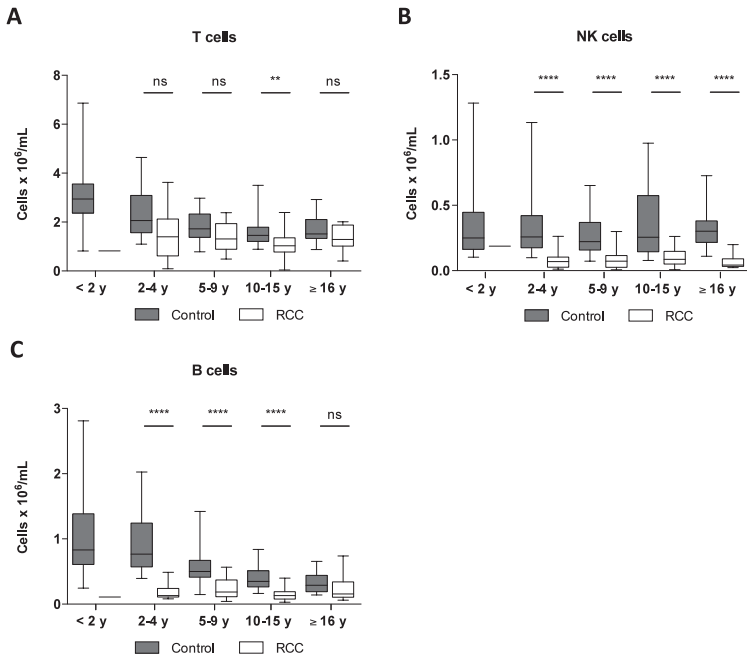 A
T cells
Cells x 10⁶/mL
8
6
4
2
0
ns
ns
**
ns
< 2 y
2-4 y
5-9 y
10-15 y
≥ 16 y
Control
RCC
B
NK cells
Cells x 10⁶/mL
1.5
1.0
0.5
0.0
****
****
****
****
< 2 y
2-4 y
5-9 y
10-15 y
≥ 16 y
Control
RCC
C
B cells
Cells x 10⁶/mL
3
2
1
0
****
****
****
ns
< 2 y
2-4 y
5-9 y
10-15 y
≥ 16 y
Control
RCC